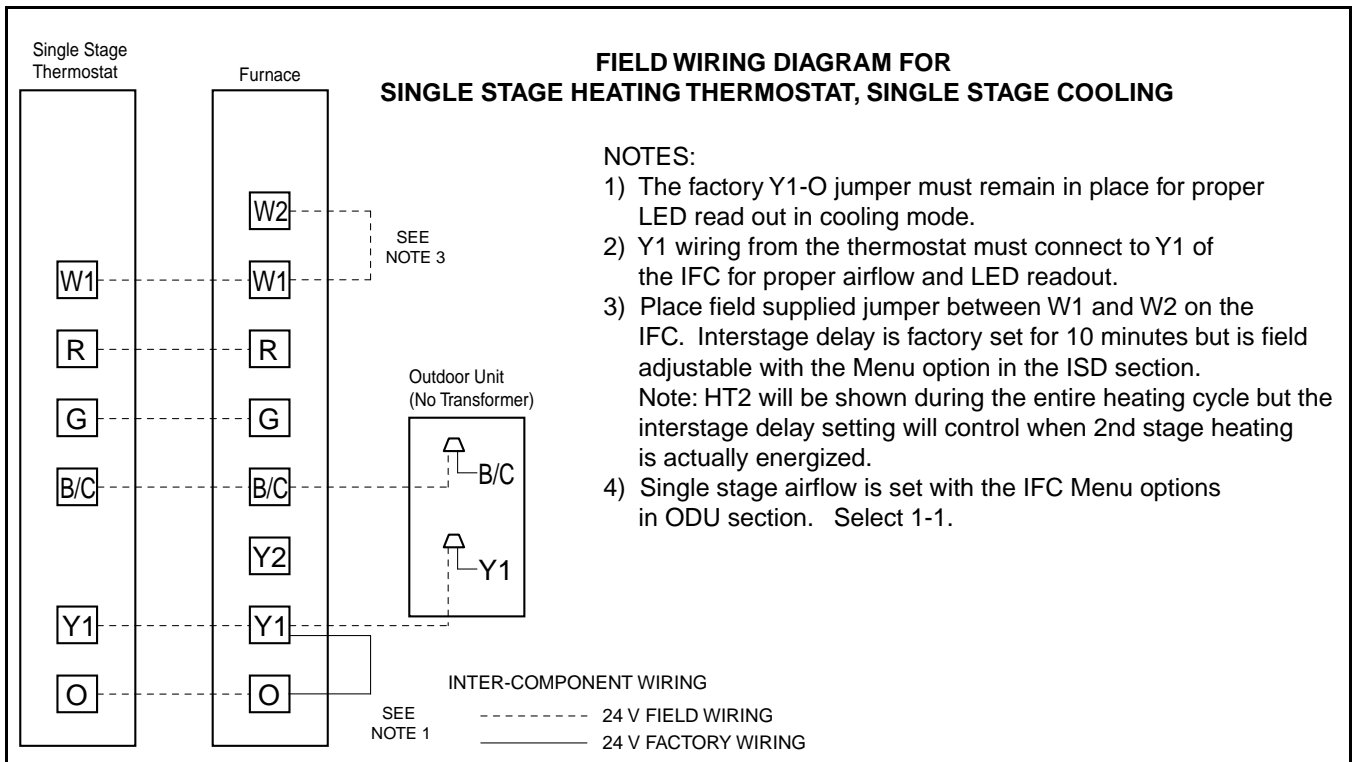 Single Stage
Thermostat
Furnace
FIELD WIRING DIAGRAM FOR
SINGLE STAGE HEATING THERMOSTAT, SINGLE STAGE COOLING
W2
SEE
NOTE 3
W1
W1
R
R
G
G
B/C
B/C
Y2
Y1
Y1
O
O
SEE
NOTE 1
Outdoor Unit
(No Transformer)
B/C
Y1
NOTES:
1) The factory Y1-O jumper must remain in place for proper
LED read out in cooling mode.
2) Y1 wiring from the thermostat must connect to Y1 of
the IFC for proper airflow and LED readout.
3) Place field supplied jumper between W1 and W2 on the
IFC. Interstage delay is factory set for 10 minutes but is field
adjustable with the Menu option in the ISD section.
Note: HT2 will be shown during the entire heating cycle but the
interstage delay setting will control when 2nd stage heating
is actually energized.
4) Single stage airflow is set with the IFC Menu options
in ODU section. Select 1-1.
INTER-COMPONENT WIRING
24 V FIELD WIRING
24 V FACTORY WIRING